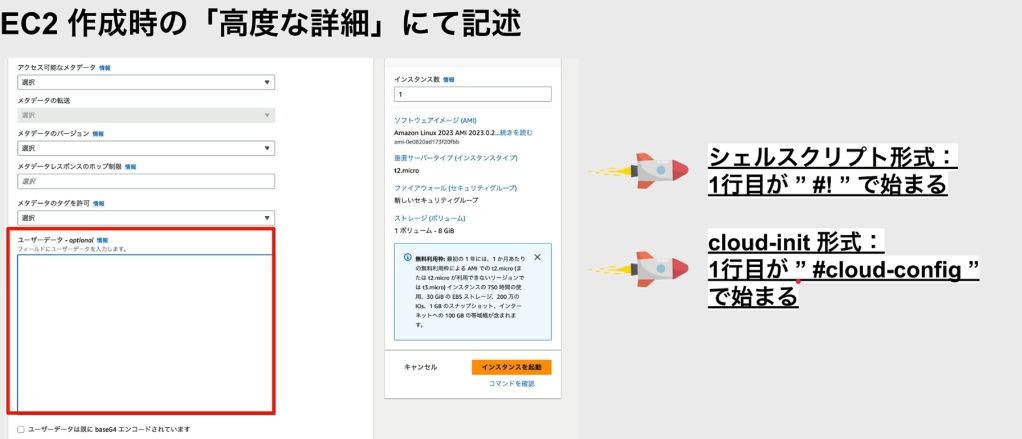 EC2 作成時の「高度な詳細」にて記述
アクセス可能なメタデータ 情報
選択
メタデータの転送
選択
メタデータのバージョン 情報
選択
メタデータレスポンスのホップ制限 情報
選択
メタデータのタグを許可 情報
選択
ユーザーデータ - optional 情報
フィールドにユーザーデータを入力します。
ユーザーデータは既に base64 エンコードされています
インスタンス数 情報
1
ソフトウェアイメージ (AMI)
Amazon Linux 2023 AMI 2023.0.2...続きを読む
ami-0e0820ad173f20fbb
垂直サーバータイプ (インスタンスタイプ)
t2.micro
ファイアウォール (セキュリティグループ)
新しいセキュリティグループ
ストレージ (ボリューム)
1 ボリューム - 8 GiB
無料利用枠: 最初の 1 年には、1 か月あたり
の無料利用枠による AMI での t2.micro (ま
たは t2.micro が利用できないリージョンで
は t3.micro) インスタンスの 750 時間の使
用、30 GiB の EBS ストレージ、200 万の
IOs、1 GB のスナップショット、インター
ネットへの 100 GB の帯域幅が含まれま
す。
キャンセル
インスタンスを起動
コマンドを確認
シェルスクリプト形式：
1行目が ” #! ” で始まる
cloud-init 形式：
1行目が ” #cloud-config ”
で始まる